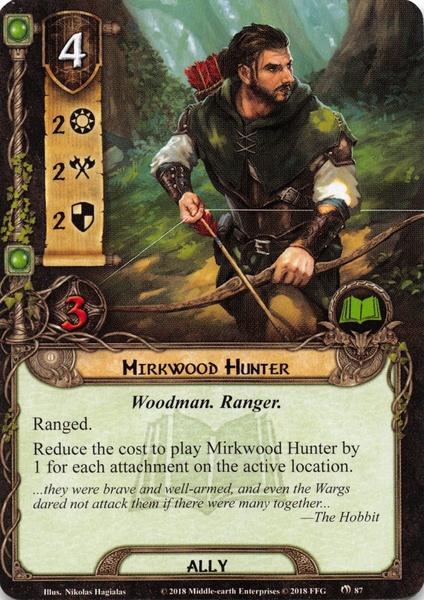 4
2
2
2
3
Mirkwood Hunter
Woodman. Ranger.
Ranged.
Reduce the cost to play Mirkwood Hunter by
1 for each attachment on the active location.
...they were brave and well-armed, and even the Wargs
dared not attack them if there were many together...
—The Hobbit
Ally
Illus. Nikolas Hagialas © 2018 Middle-earth Enterprises © 2018 FFG 87